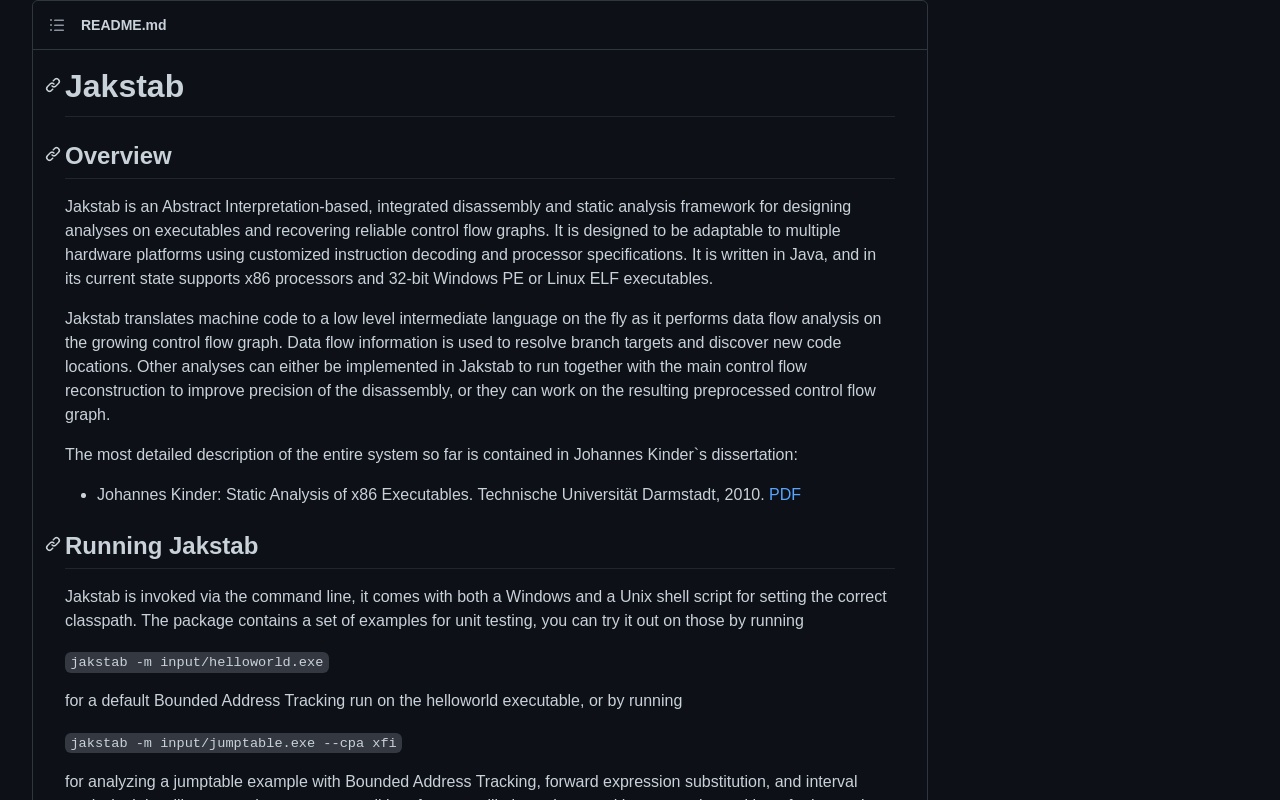 README.md
Jakstab
Overview
Jakstab is an Abstract Interpretation-based, integrated disassembly and static analysis framework for designing
analyses on executables and recovering reliable control flow graphs. It is designed to be adaptable to multiple
hardware platforms using customized instruction decoding and processor specifications. It is written in Java, and in
its current state supports x86 processors and 32-bit Windows PE or Linux ELF executables.
Jakstab translates machine code to a low level intermediate language on the fly as it performs data flow analysis on
the growing control flow graph. Data flow information is used to resolve branch targets and discover new code
locations. Other analyses can either be implemented in Jakstab to run together with the main control flow
reconstruction to improve precision of the disassembly, or they can work on the resulting preprocessed control flow
graph.
The most detailed description of the entire system so far is contained in Johannes Kinder`s dissertation:
Johannes Kinder: Static Analysis of x86 Executables. Technische Universität Darmstadt, 2010. PDF
Running Jakstab
Jakstab is invoked via the command line, it comes with both a Windows and a Unix shell script for setting the correct
classpath. The package contains a set of examples for unit testing, you can try it out on those by running
jakstab -m input/helloworld.exe
for a default Bounded Address Tracking run on the helloworld executable, or by running
jakstab -m input/jumptable.exe --cpa xfi
for analyzing a jumptable example with Bounded Address Tracking, forward expression substitution, and interval